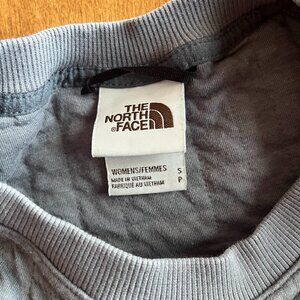 THE
NORTH
®FACE
WOMENS/FEMMES S
MADE IN VIETNAM P
FABRIQUÉ AU VIETNAM